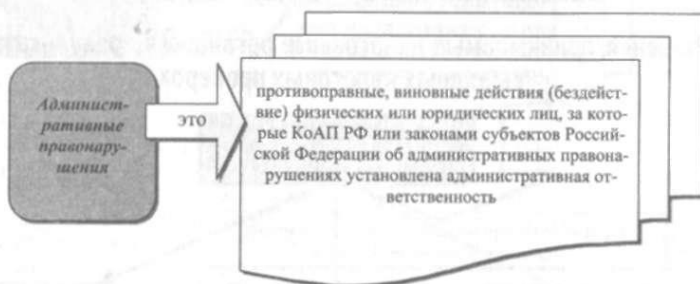 Админист-
ративные
правонару-
шения
это
противоправные, виновные действия (бездейст-
вие) физических или юридических лиц, за кото-
рые КоАП РФ или законами субъектов Россий-
ской Федерации об административных правона-
рушениях установлена административная от-
ветственность